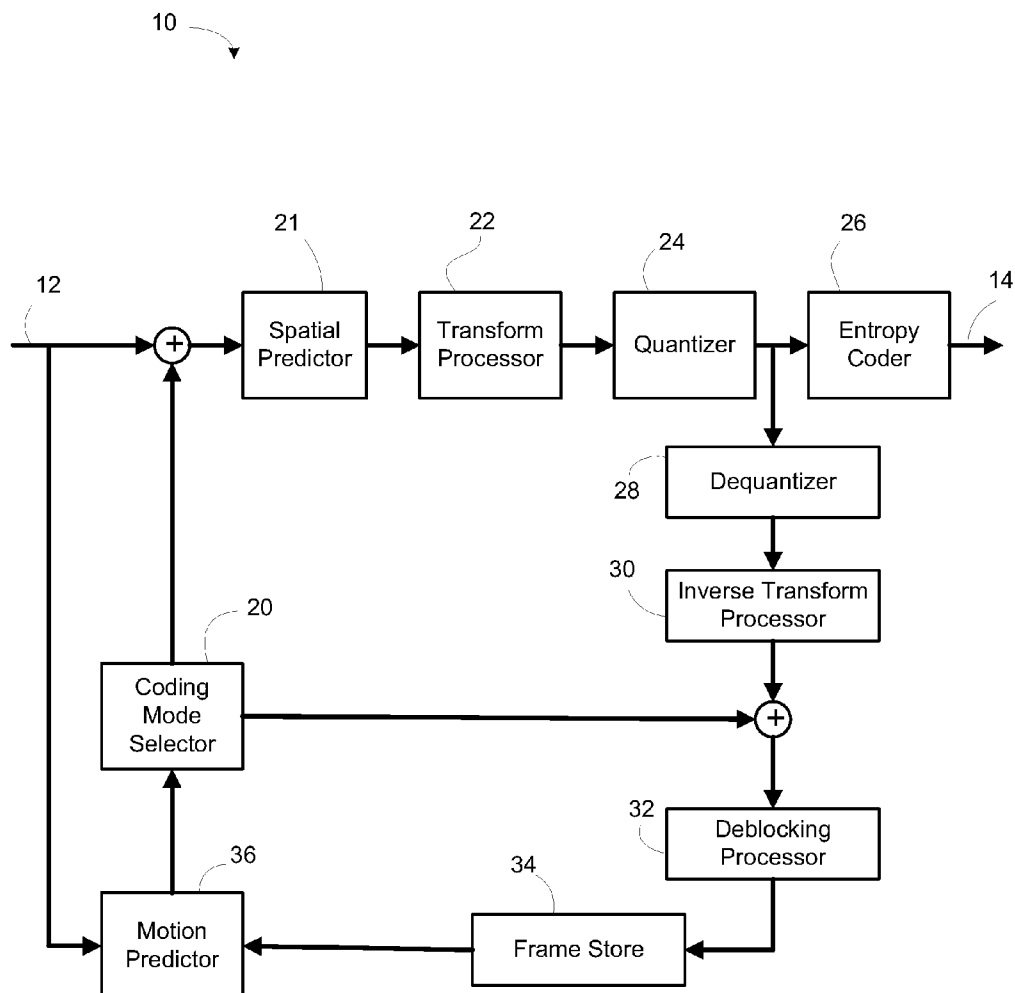 10
21
22
24
26
12
14
+
Spatial
Predictor
Transform
Processor
Quantizer
Entropy
Coder
28
Dequantizer
30
Inverse Transform
Processor
20
Coding
Mode
Selector
+
32
Deblocking
Processor
36
34
Motion
Predictor
Frame Store